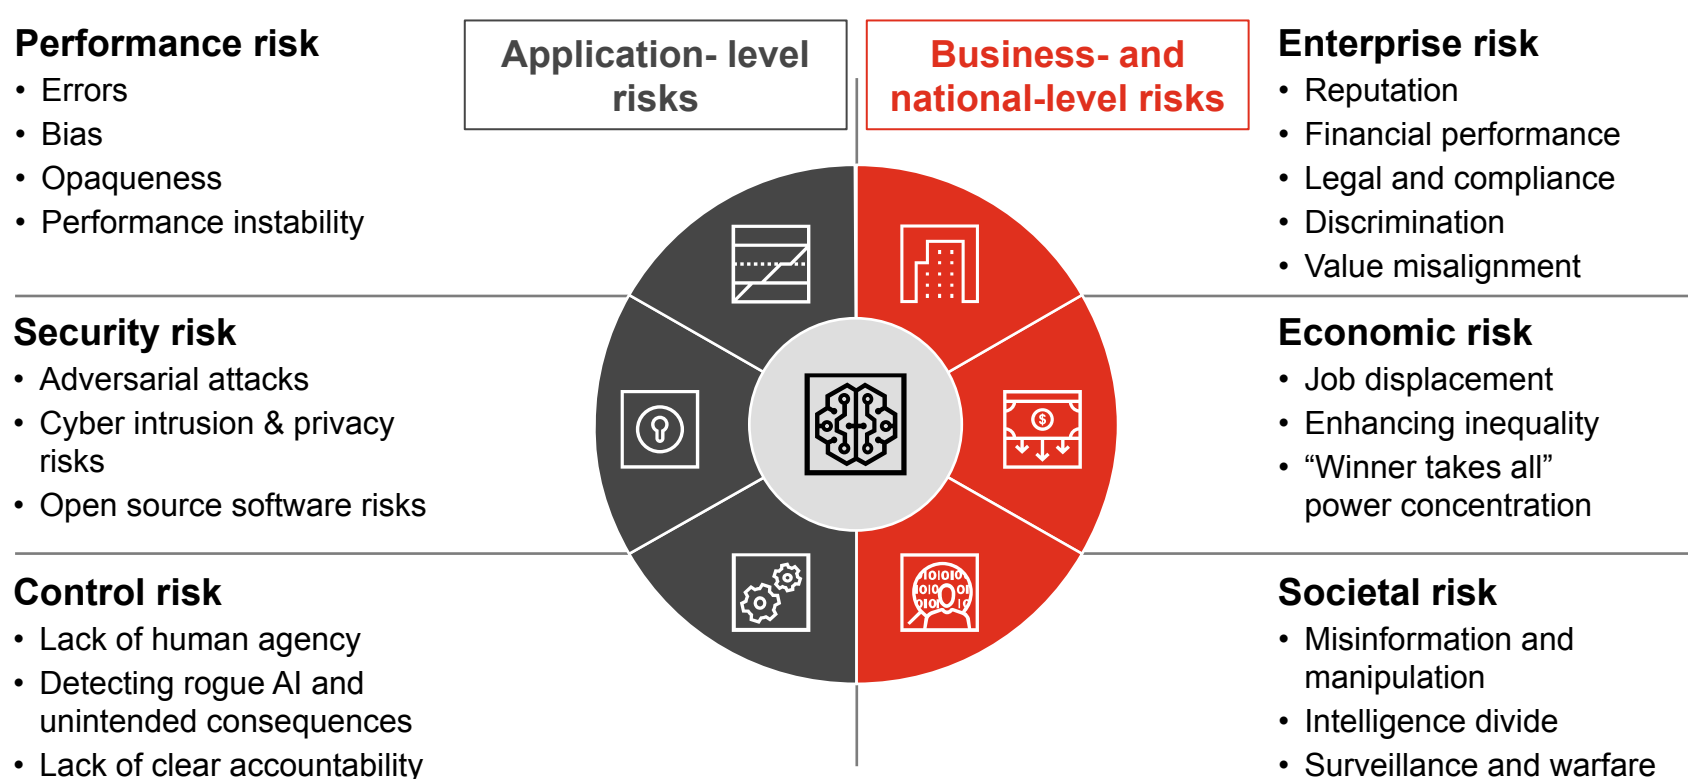 Application- level
risks
Business- and
national-level risks
Performance risk
• Errors
• Bias
• Opaqueness
• Performance instability
Security risk
• Adversarial attacks
• Cyber intrusion & privacy
risks
• Open source software risks
Control risk
• Lack of human agency
• Detecting rogue AI and
unintended consequences
• Lack of clear accountability
Enterprise risk
• Reputation
• Financial performance
• Legal and compliance
• Discrimination
• Value misalignment
Economic risk
• Job displacement
• Enhancing inequality
• “Winner takes all”
power concentration
Societal risk
• Misinformation and
manipulation
• Intelligence divide
• Surveillance and warfare
$